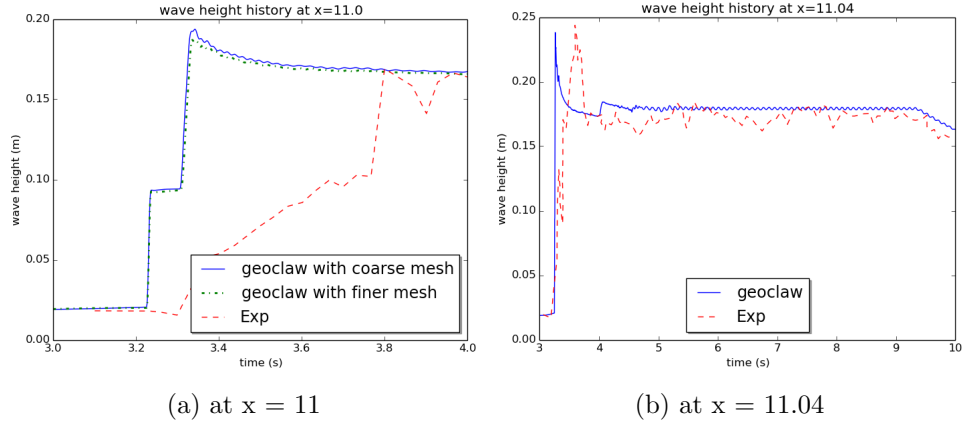 wave height history at x=11.0
0.20
0.15
0.10
0.05
0.00
wave height (m)
3.0
3.2
3.4
3.6
3.8
4.0
time (s)
geoclaw with coarse mesh
geoclaw with finer mesh
Exp
(a) at x = 11
wave height history at x=11.04
0.25
0.20
0.15
0.10
0.05
0.00
wave height (m)
3
4
5
6
7
8
9
10
time (s)
geoclaw
Exp
(b) at x = 11.04